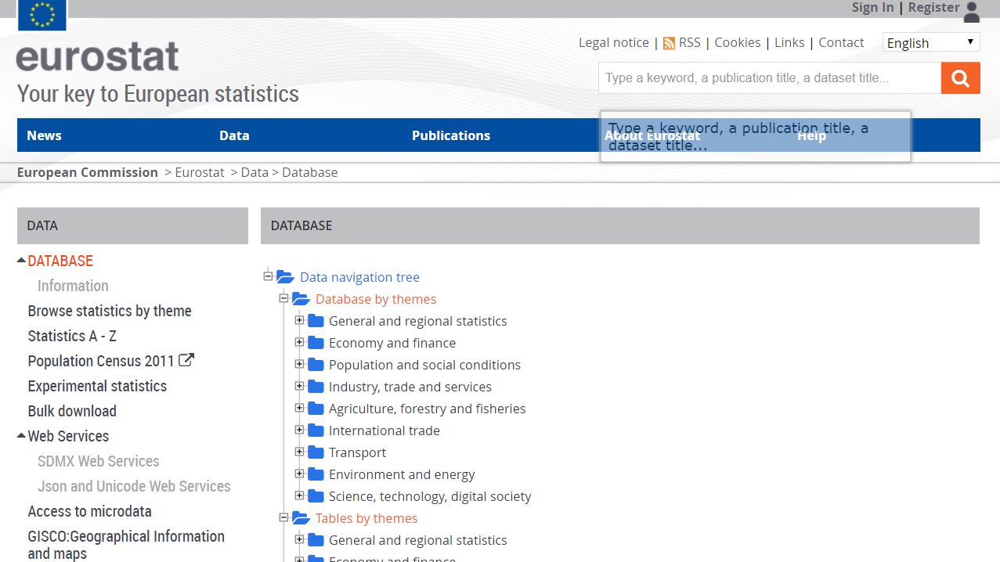 Sign In | Register
Legal notice | RSS | Cookies | Links | Contact English
eurostat
Your key to European statistics
Type a keyword, a publication title, a dataset title...
News Data Publications About Eurostat Help
Type a keyword, a publication title, a
dataset title...
European Commission > Eurostat > Data > Database
DATA
DATABASE
Information
Browse statistics by theme
Statistics A - Z
Population Census 2011
Experimental statistics
Bulk download
Web Services
SDMX Web Services
Json and Unicode Web Services
Access to microdata
GISCO:Geographical Information
and maps
DATABASE
Data navigation tree
Database by themes
General and regional statistics
Economy and finance
Population and social conditions
Industry, trade and services
Agriculture, forestry and fisheries
International trade
Transport
Environment and energy
Science, technology, digital society
Tables by themes
General and regional statistics
Economy and finance